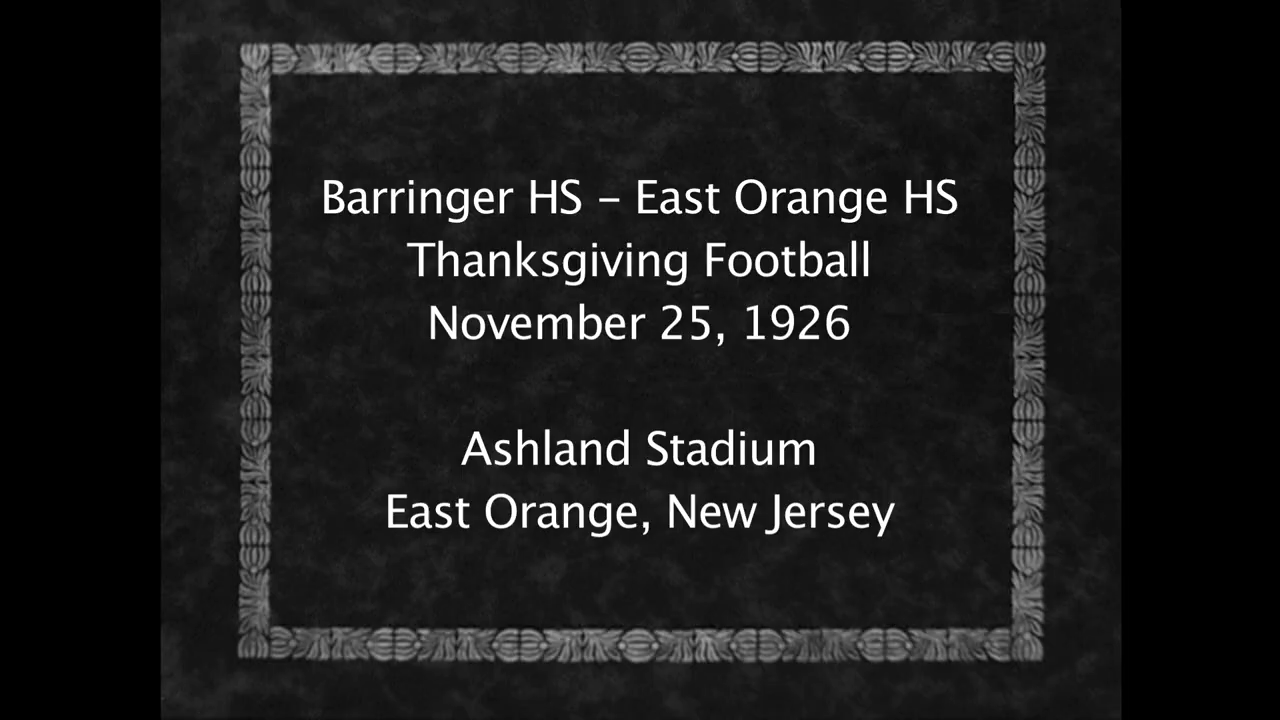 Barringer HS – East Orange HS
Thanksgiving Football
November 25, 1926
Ashland Stadium
East Orange, New Jersey